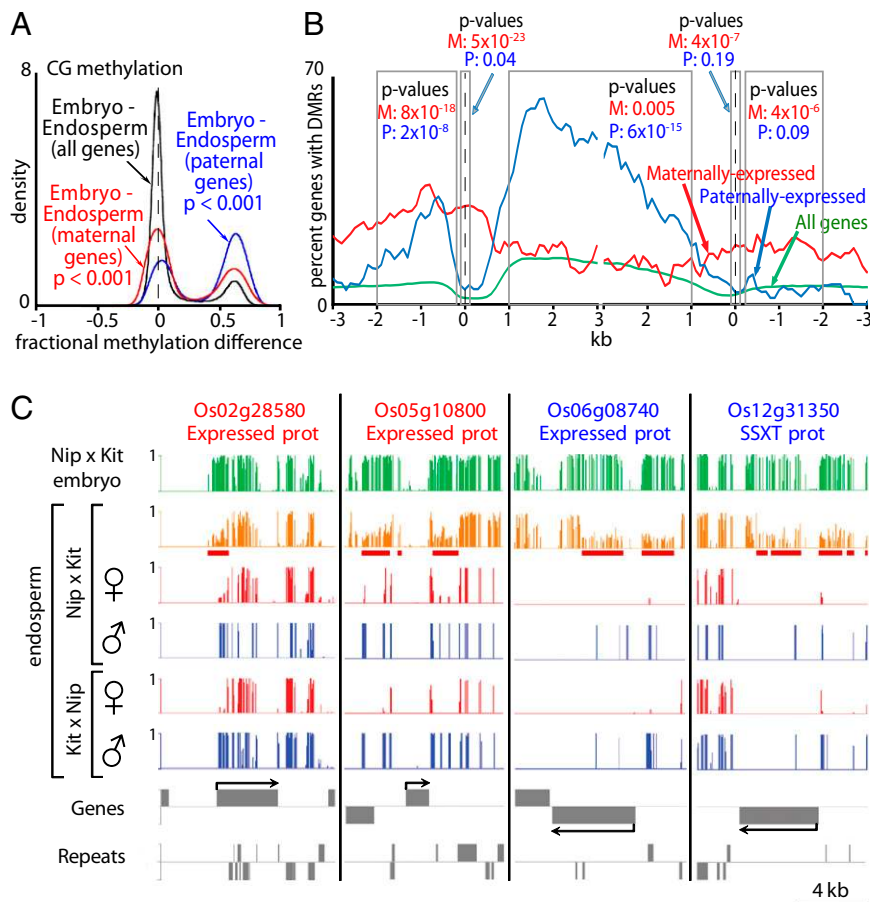 A
CG methylation
8
Embryo -
Endosperm
(all genes)
Embryo -
Endosperm
(paternal
genes)
p < 0.001
Embryo -
Endosperm
(maternal
genes)
p < 0.001
density
0
-1 -0.5 0 0.5 1
fractional methylation difference
B
p-values
M: 5x10-23
P: 0.04
p-values
M: 4x10-7
P: 0.19
70
p-values
M: 8x10-18
P: 2x10-8
p-values
M: 0.005
P: 6x10-15
p-values
M: 4x10-6
P: 0.09
Maternally-expressed
Paternally-expressed
All genes
percent genes with DMRs
0
-3 -2 -1 0 1 2 3 3 2 1 0 -1 -2 -3
kb
C
Os02g28580
Expressed prot
Os05g10800
Expressed prot
Os06g08740
Expressed prot
Os12g31350
SSXT prot
Nip x Kit
embryo
1
endosperm
Nip x Kit
1
♀
1
♂
1
Kit x Nip
♀
1
♂
1
Genes
Repeats
4 kb